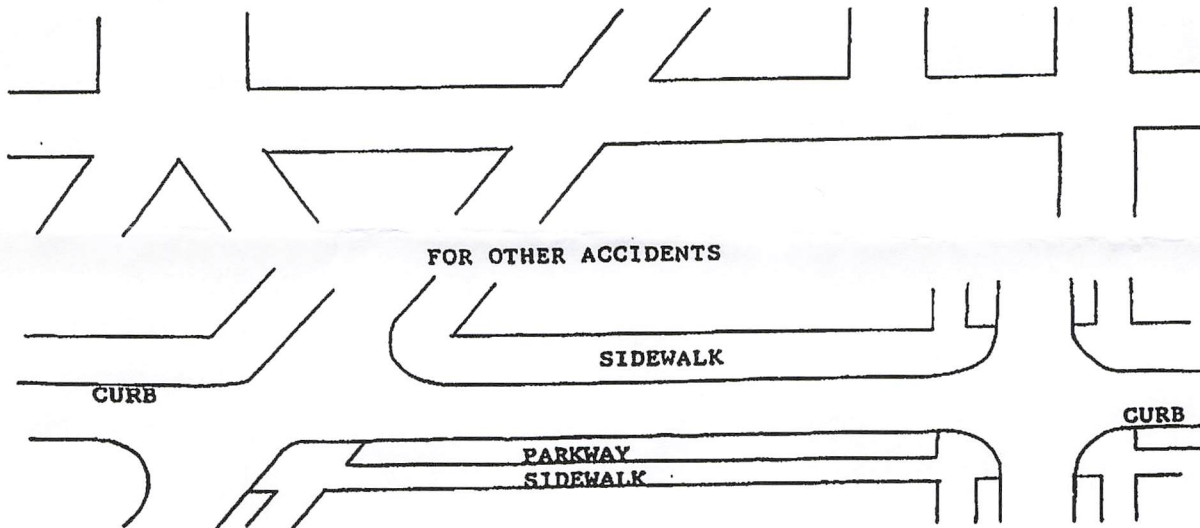 FOR OTHER ACCIDENTS
SIDEWALK
CURB
CURB
PARKWAY
SIDEWALK